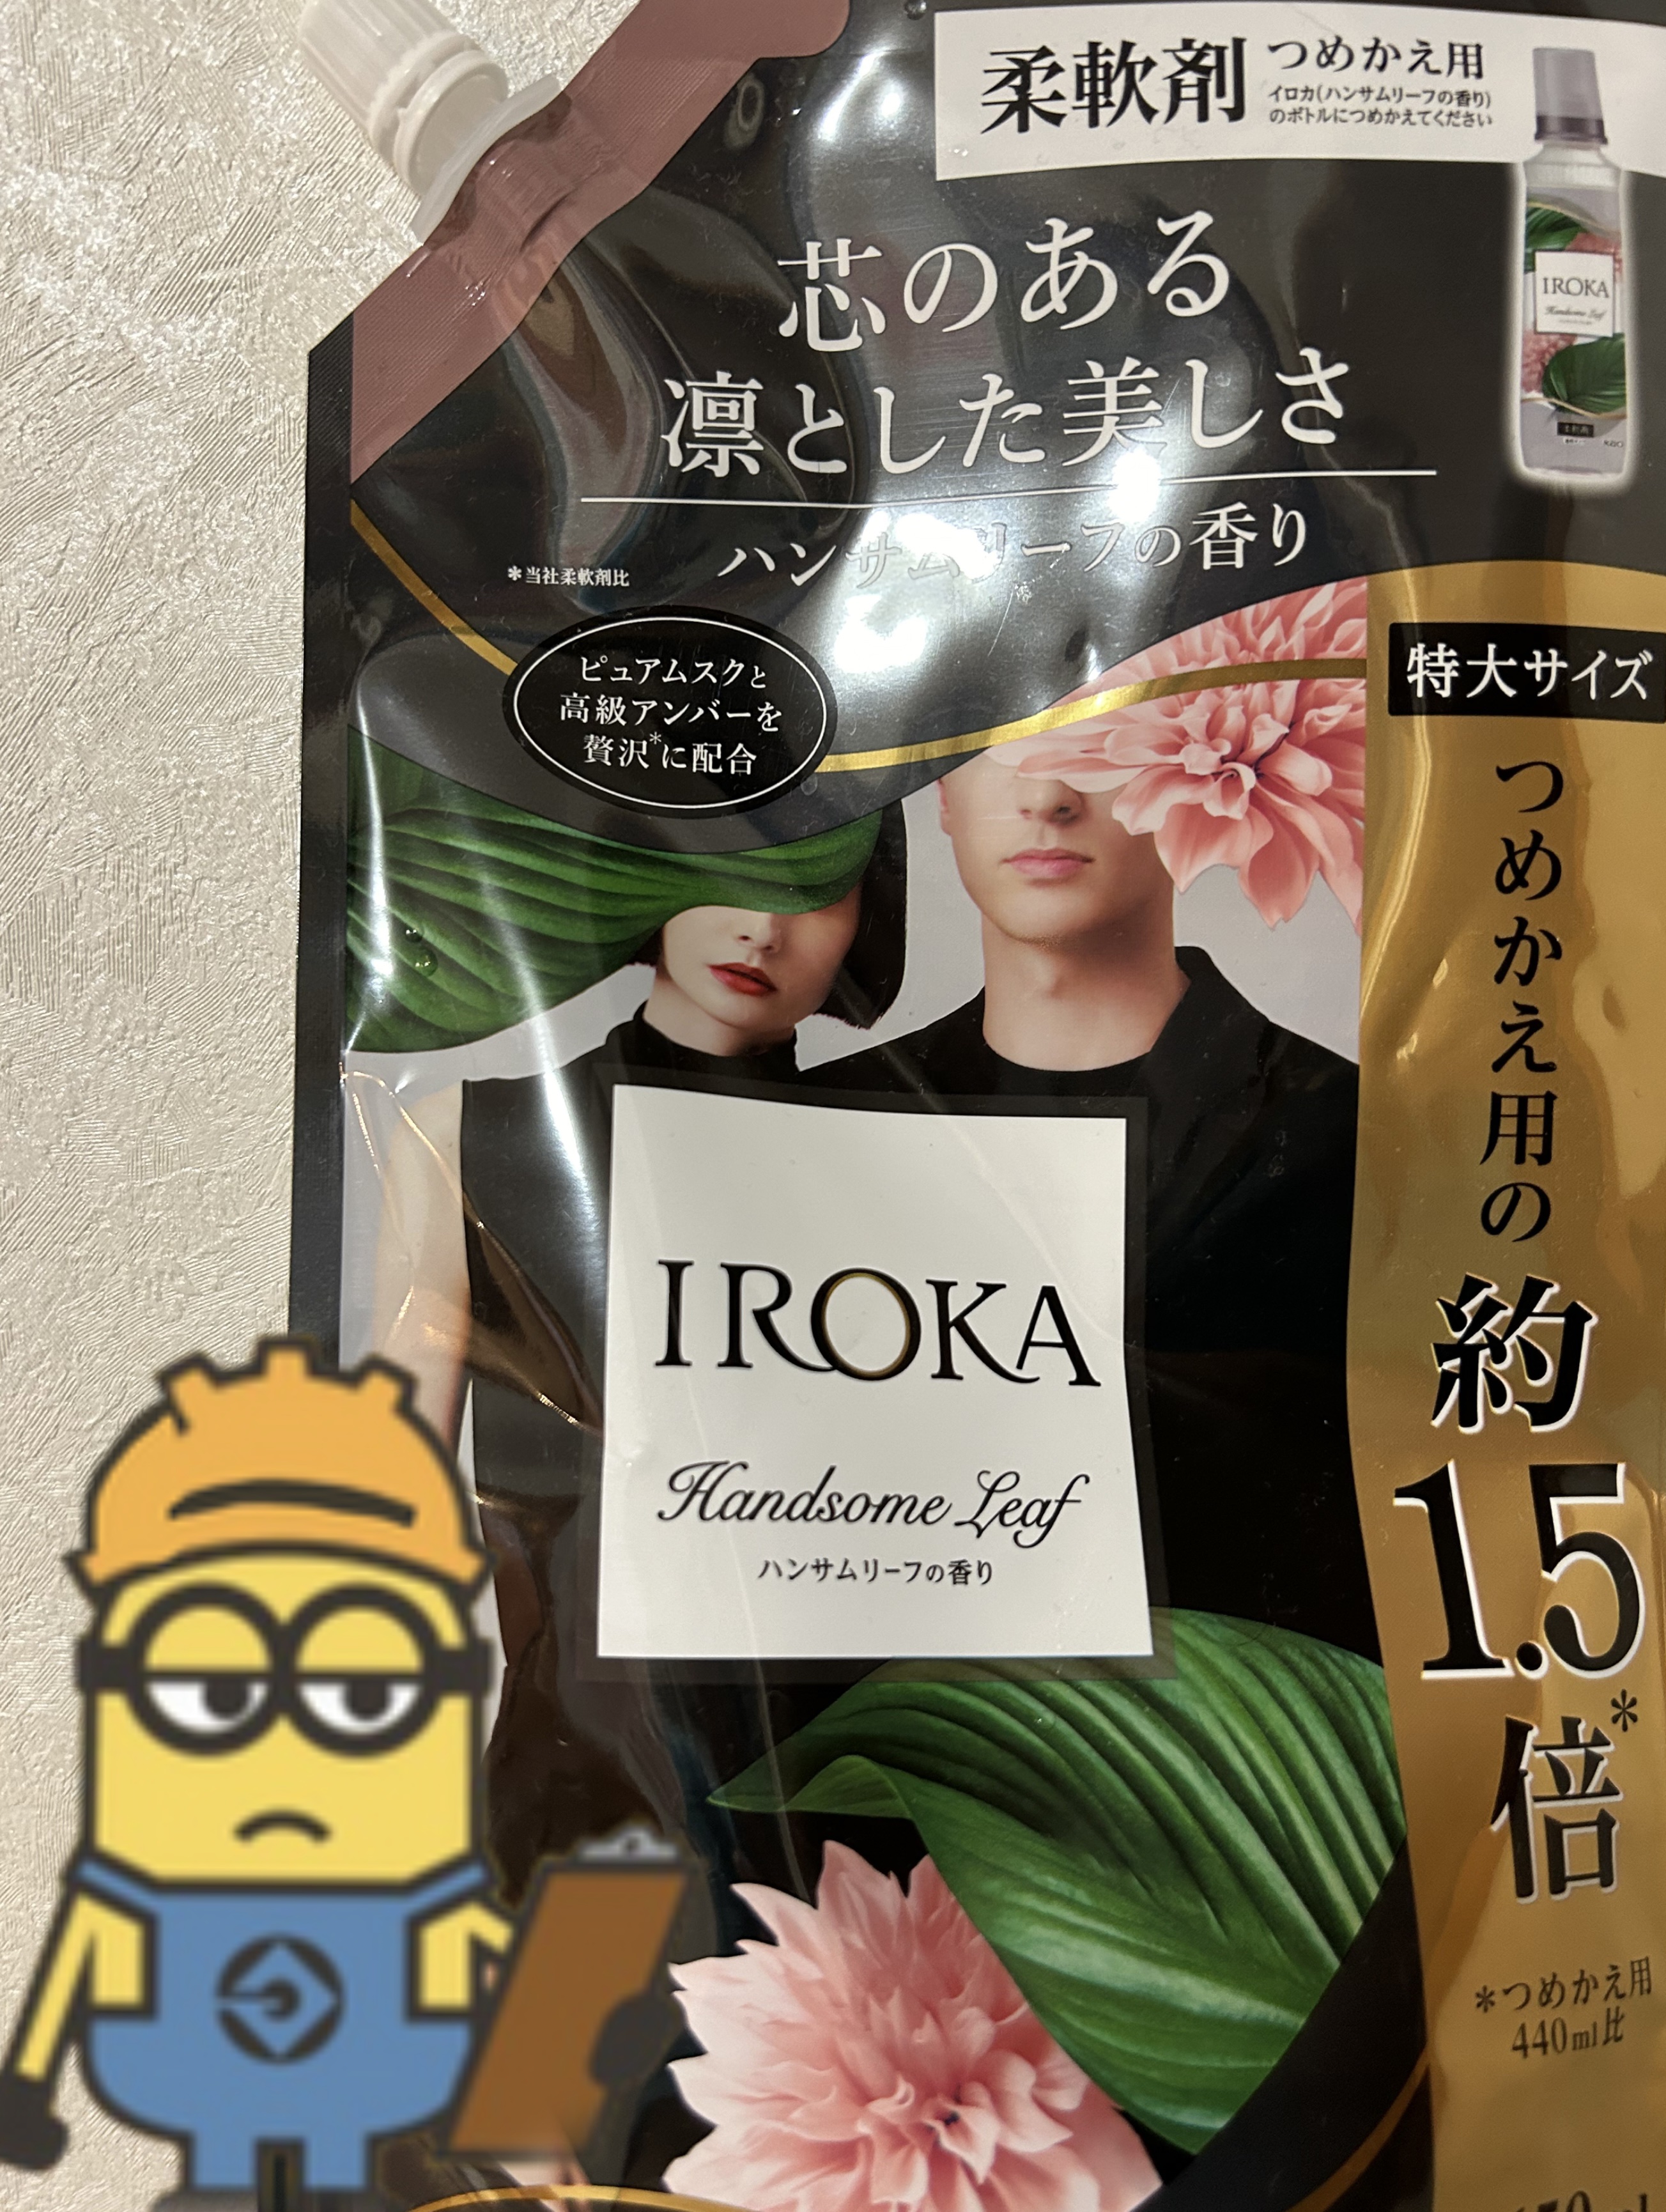 柔軟剤
つめかえ用
イロカ(ハンサムリーフの香り)
のボトルにつめかえてください
IROKA
Handsome Leaf
芯のある
凛とした美しさ
ハンサムリーフの香り
*当社柔軟剤比
ピュアムスクと
高級アンバーを
贅沢*に配合
特大サイズ
つめかえ用の
約
1.5
倍*
*つめかえ用
440ml比
IROKA
Handsome Leaf
ハンサムリーフの香り